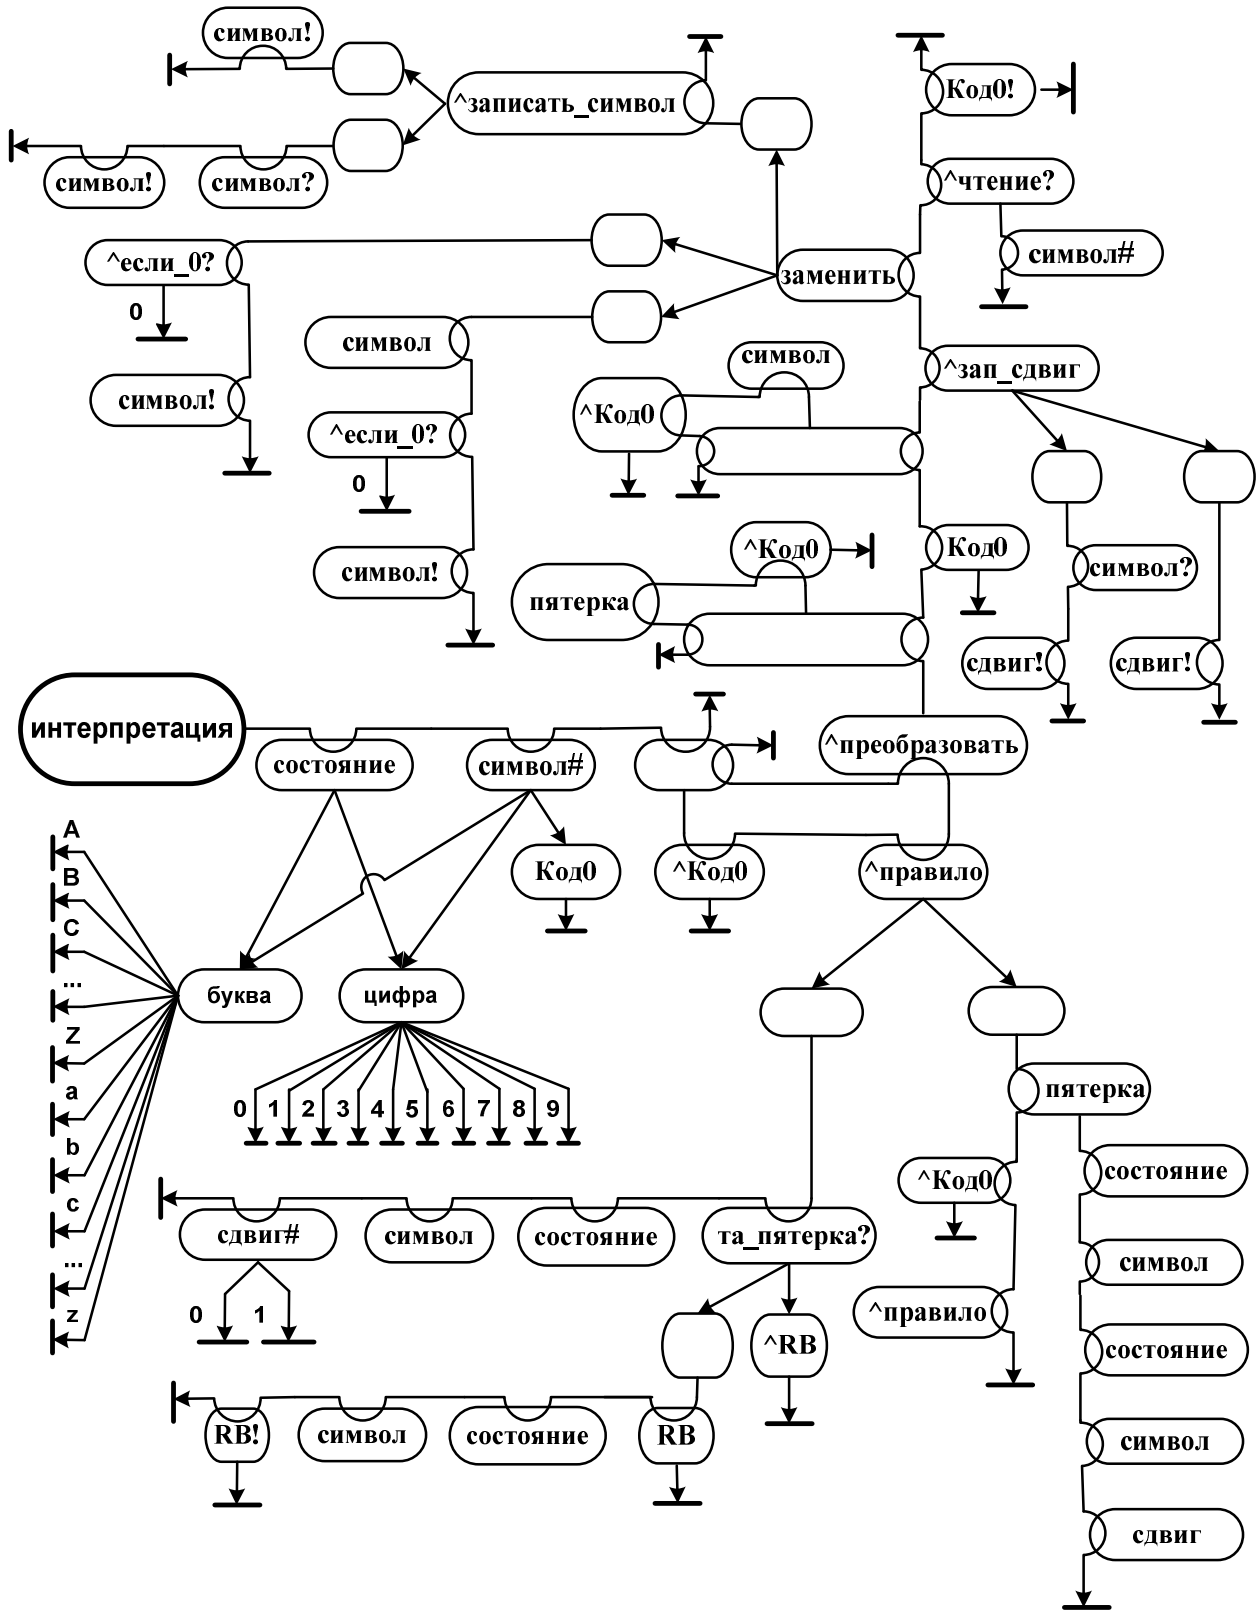 символ!
^записать_символ
Код0!
символ!
символ?
^чтение?
^если_0?
0
заменить
символ#
символ
символ
^зап_сдвиг
символ!
^Код0
^если_0?
0
^Код0
Код0
символ!
пятерка
символ?
сдвиг!
сдвиг!
интерпретация
состояние
символ#
^преобразовать
Код0
^Код0
^правило
A
B
C
...
Z
a
b
c
...
z
буква
цифра
0 1 2 3 4 5 6 7 8 9
пятерка
^Код0
состояние
сдвиг#
символ
состояние
та_пятерка?
0
1
символ
^правило
^RB
состояние
RB!
символ
состояние
RB
символ
сдвиг